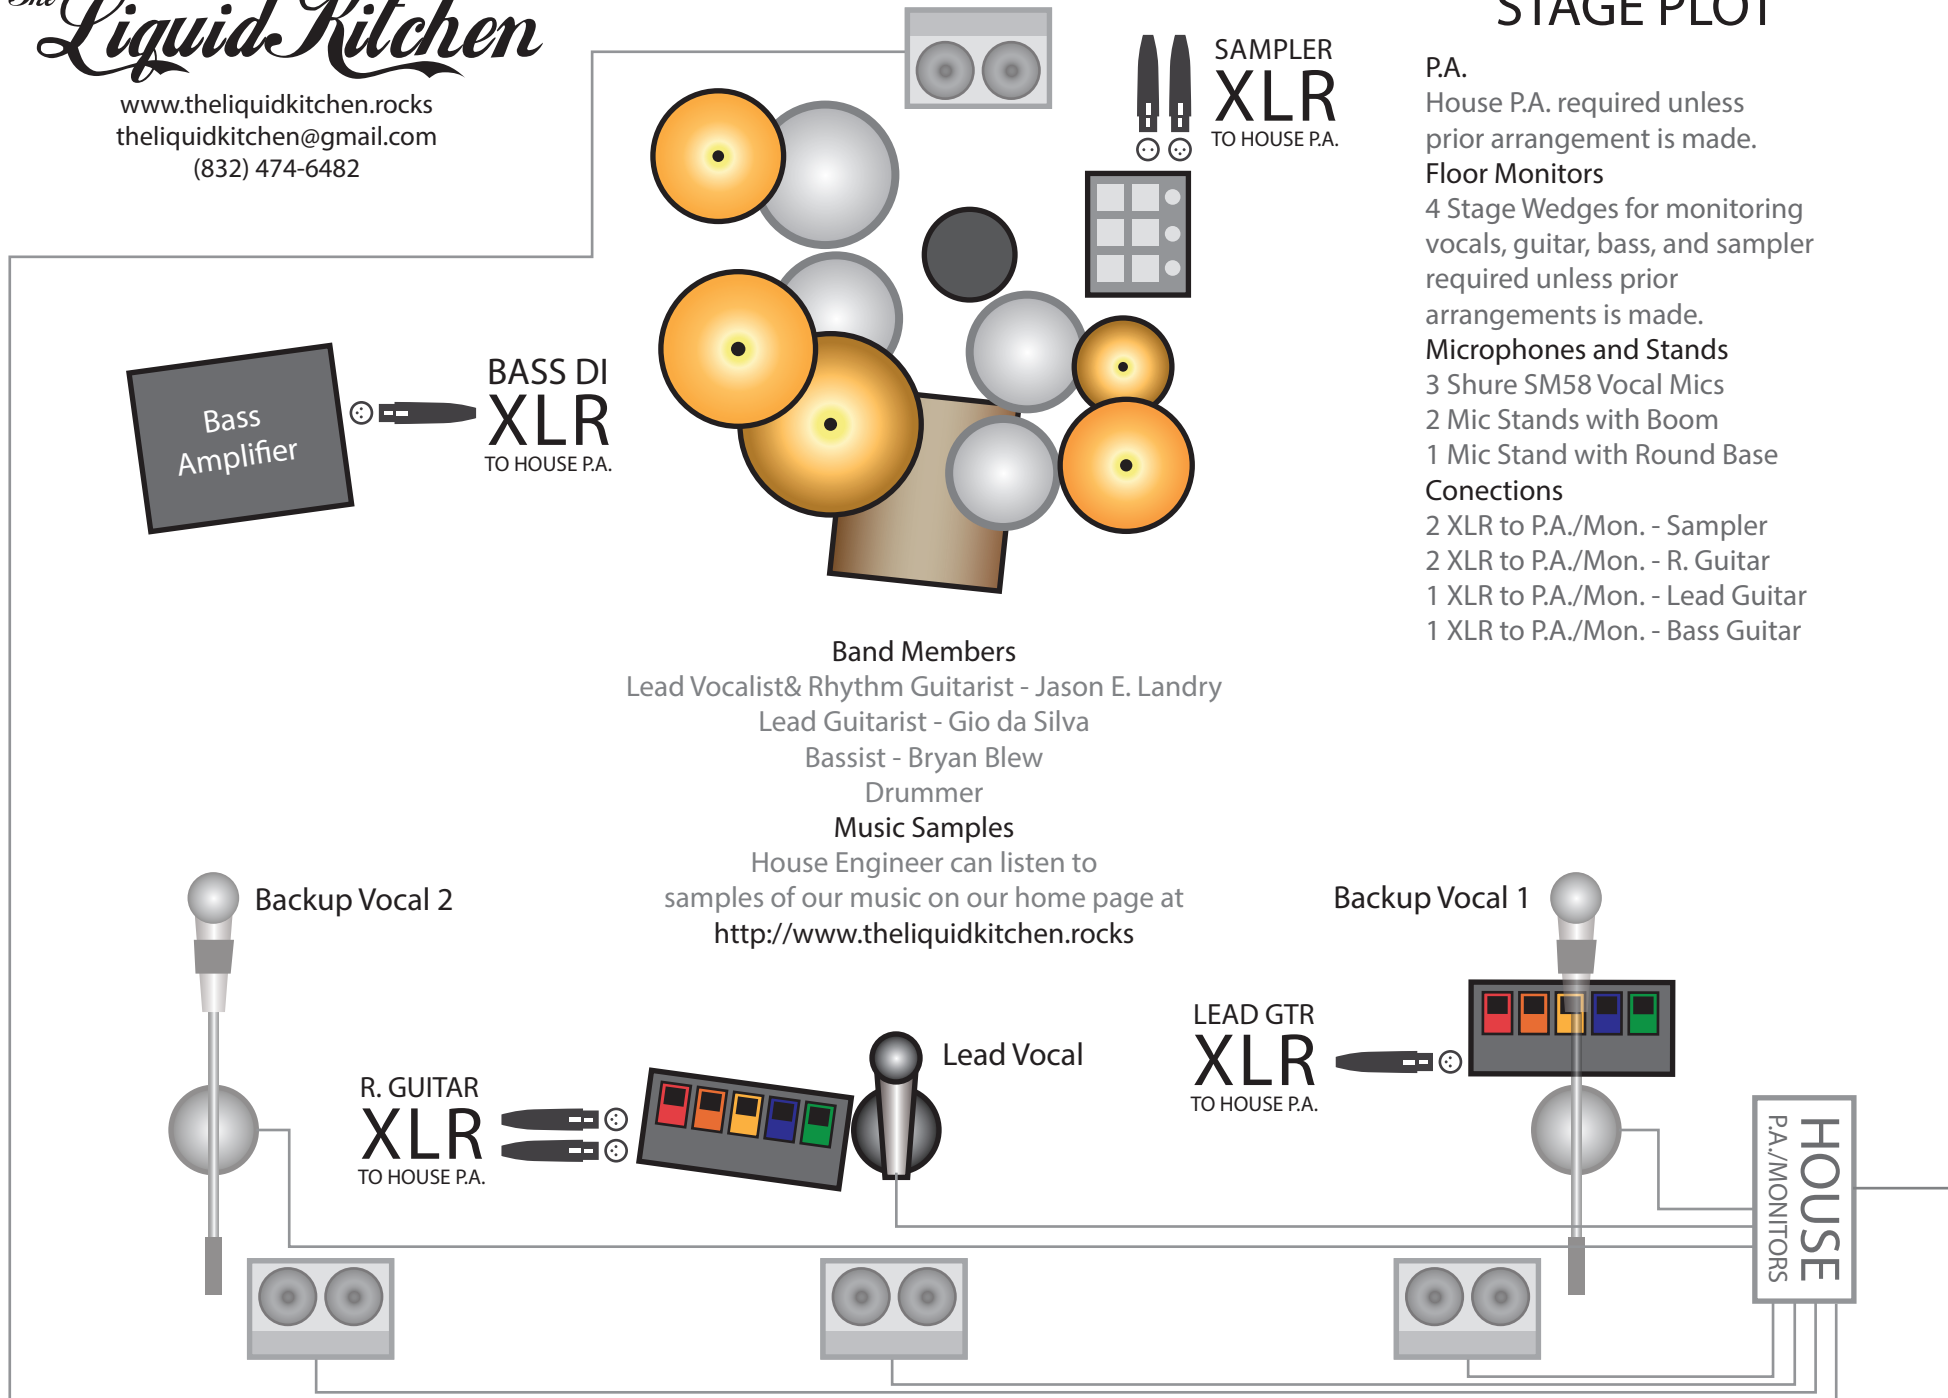 The
Liquid Kitchen
www.theliquidkitchen.rocks
theliquidkitchen@gmail.com
(832) 474-6482
SAMPLER
XLR
TO HOUSE P.A.
STAGE PLOT
P.A.
House P.A. required unless
prior arrangement is made.
Floor Monitors
4 Stage Wedges for monitoring
vocals, guitar, bass, and sampler
required unless prior
arrangements is made.
Microphones and Stands
3 Shure SM58 Vocal Mics
2 Mic Stands with Boom
1 Mic Stand with Round Base
Conections
2 XLR to P.A./Mon. - Sampler
2 XLR to P.A./Mon. - R. Guitar
1 XLR to P.A./Mon. - Lead Guitar
1 XLR to P.A./Mon. - Bass Guitar
Bass
Amplifier
BASS DI
XLR
TO HOUSE P.A.
Band Members
Lead Vocalist& Rhythm Guitarist - Jason E. Landry
Lead Guitarist - Gio da Silva
Bassist - Bryan Blew
Drummer
Music Samples
House Engineer can listen to
samples of our music on our home page at
http://www.theliquidkitchen.rocks
Backup Vocal 2
Backup Vocal 1
R. GUITAR
XLR
TO HOUSE P.A.
Lead Vocal
LEAD GTR
XLR
TO HOUSE P.A.
HOUSE
P.A./MONITORS